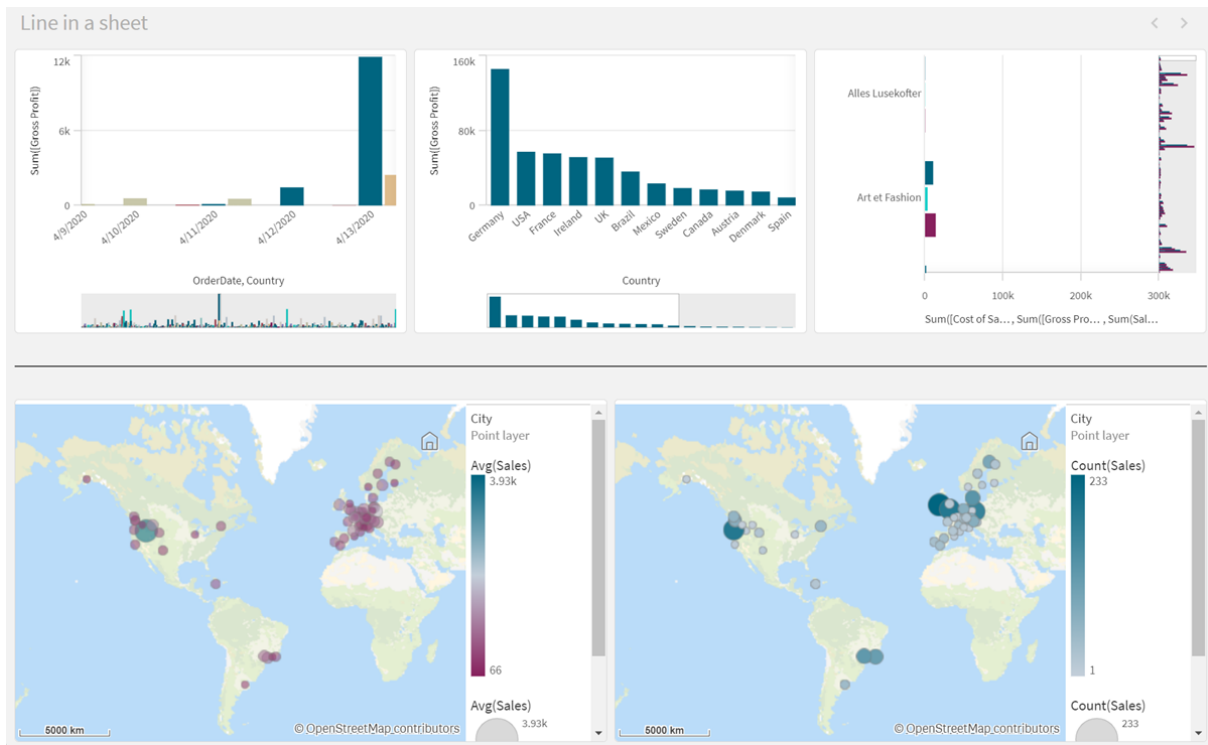 Line in a sheet
12k
6k
0
Sum([Gross Profit])
4/9/2020
4/10/2020
4/11/2020
4/12/2020
4/13/2020
OrderDate, Country
160k
80k
0
Sum([Gross Profit])
Germany
USA
France
Ireland
UK
Brazil
Mexico
Sweden
Canada
Austria
Denmark
Spain
Country
Alles Lusekofter
Art et Fashion
0 100k 200k 300k
Sum([Cost of Sa... , Sum([Gross Pro... , Sum(Sal...
City
Point layer
Avg(Sales)
3.93k
66
Avg(Sales)
3.93k
5000 km
© OpenStreetMap contributors
City
Point layer
Count(Sales)
233
1
Count(Sales)
233
5000 km
© OpenStreetMap contributors